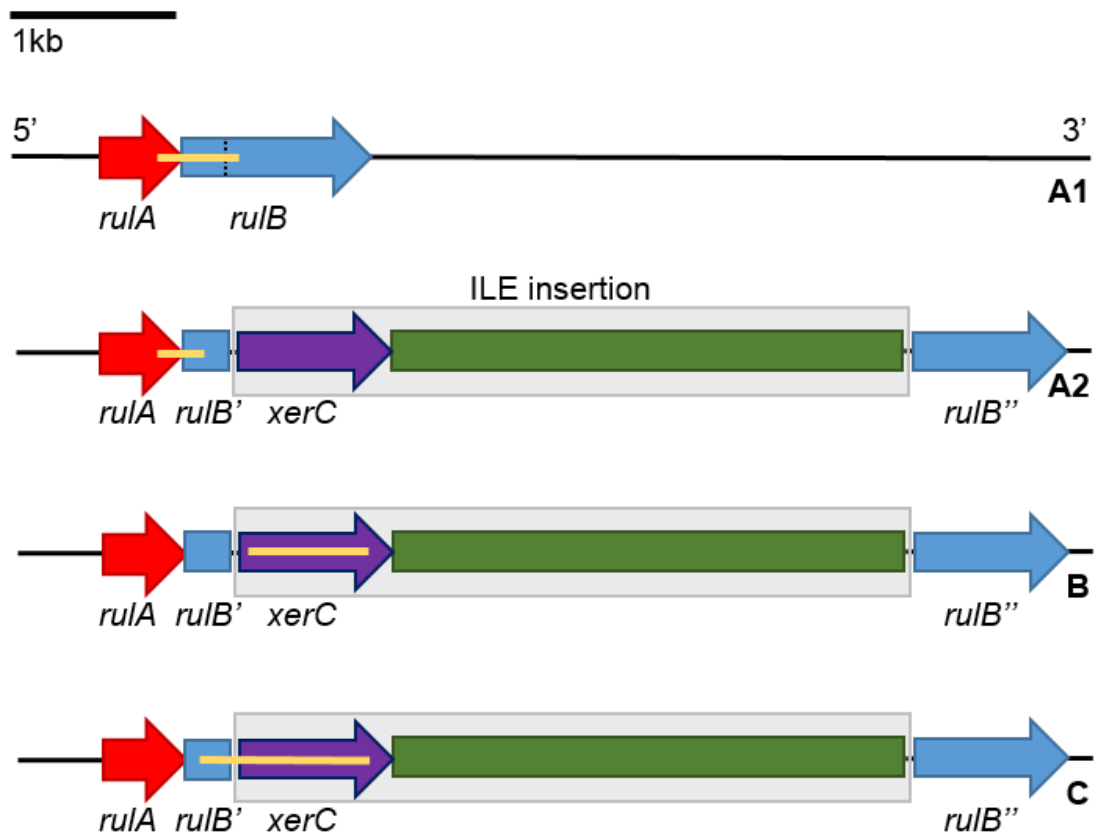 1kb
5’ 3’
A1
rulA rulB
ILE insertion
A2
rulA rulB’ xerC rulB’’
B
rulA rulB’ xerC rulB’’
C
rulA rulB’ xerC rulB’’